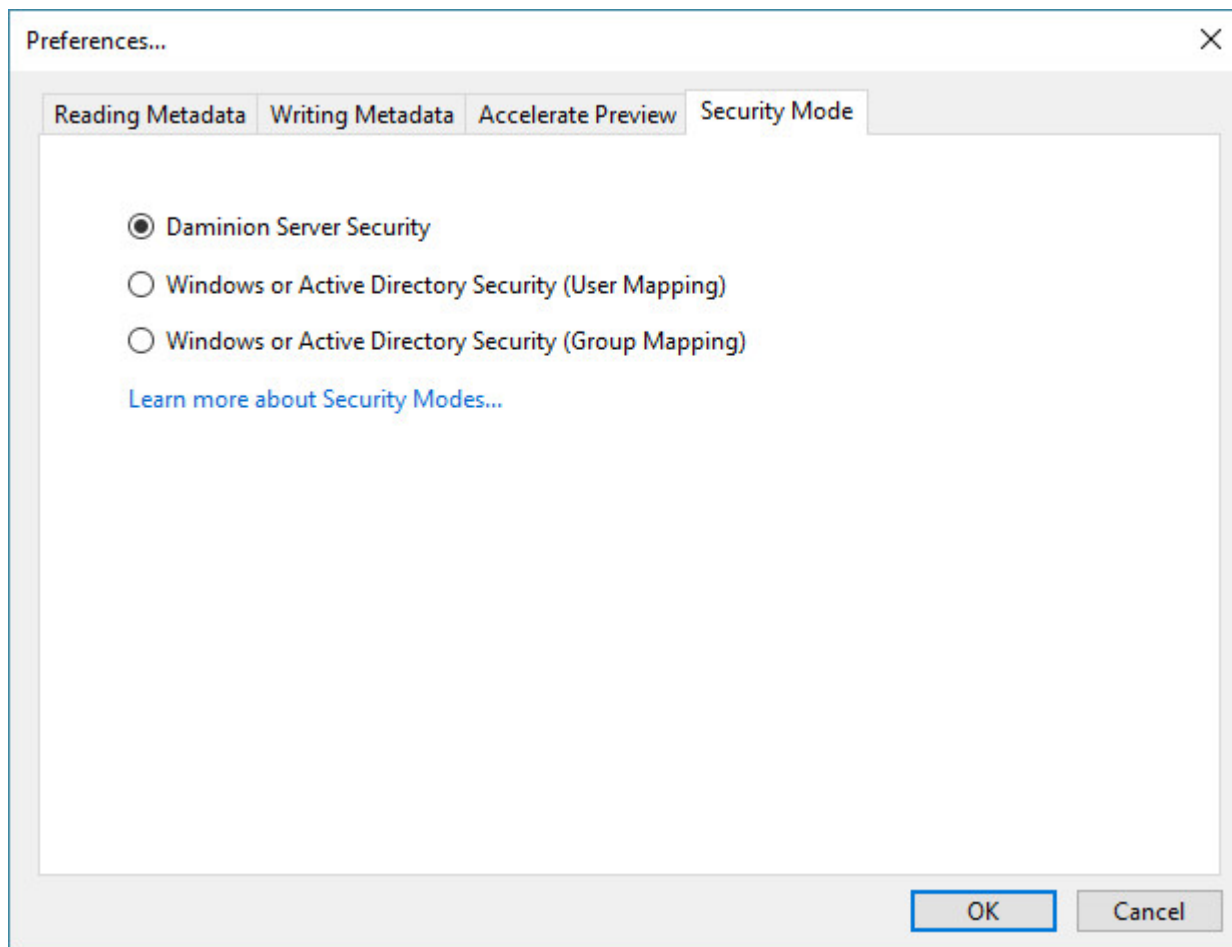 Preferences...
Reading Metadata Writing Metadata Accelerate Preview Security Mode
Daminion Server Security
Windows or Active Directory Security (User Mapping)
Windows or Active Directory Security (Group Mapping)
Learn more about Security Modes...
OK Cancel